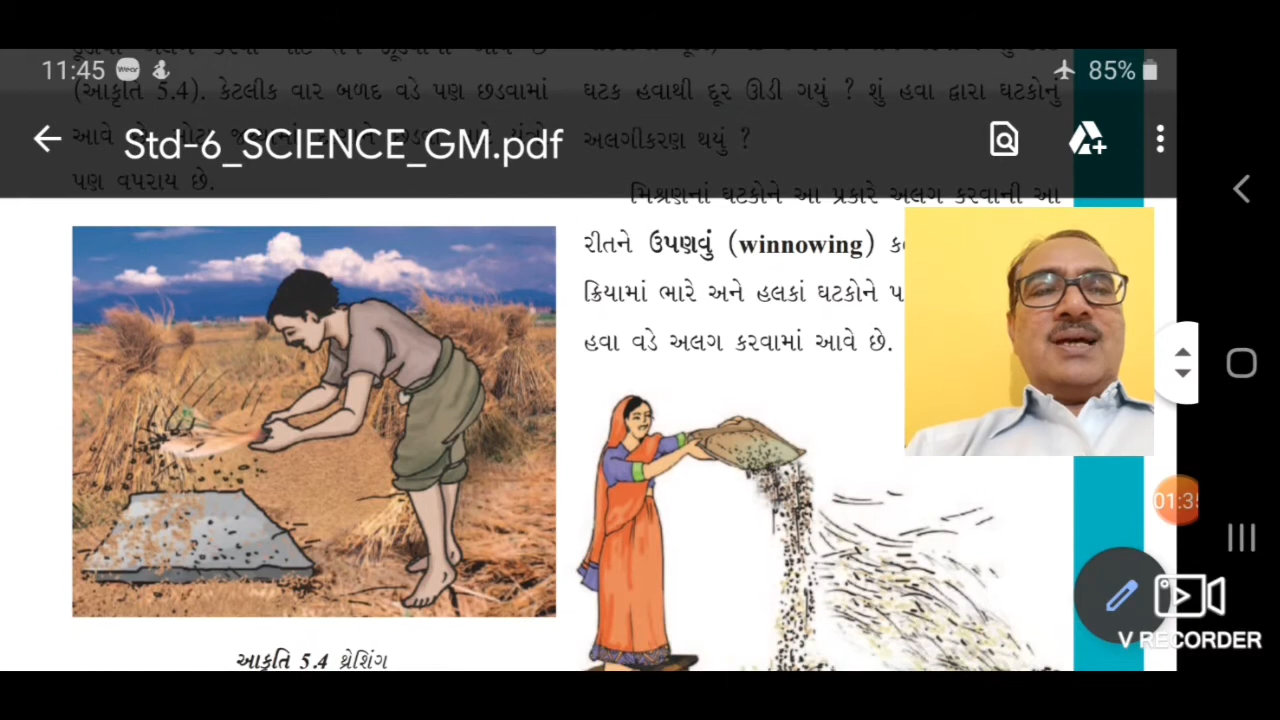 11:45
85%
(આકૃતિ 5.4). કેટલીક વાર બળદ વડે પણ છડવામાં
આવે
પણ વપરાય છે.
Std-6_SCIENCE_GM.pdf
ઘટક હવાથી દૂર ઊડી ગયું ? શું હવા દ્વારા ઘટકોનું
અલગીકરણ થયું ?
મિશ્રણનાં ઘટકોને આ પ્રકારે અલગ કરવાની આ
રીતને ઉપણવું (winnowing)
ક્રિયામાં ભારે અને હલકાં ઘટકોને
હવા વડે અલગ કરવામાં આવે છે.
આકૃતિ 5.4 થ્રેશિંગ
V RECORDER